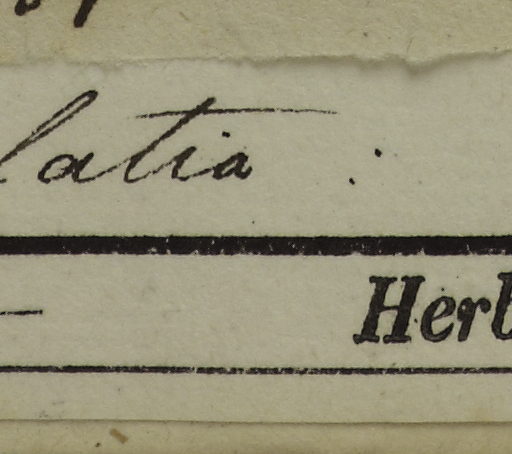 latia :
— Herb